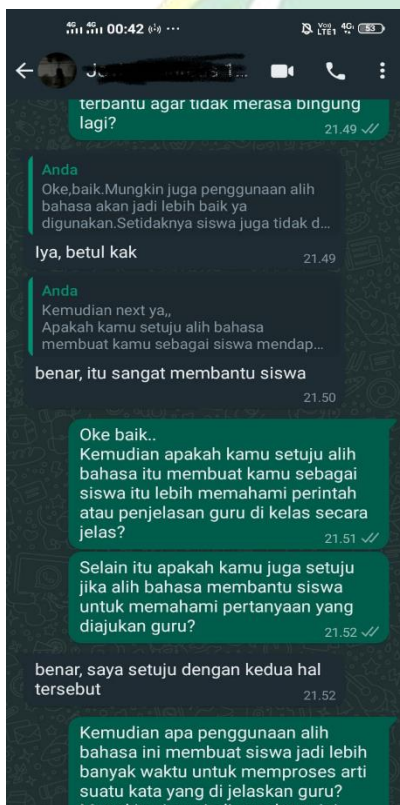 4G 4G 00:42 ...
Vo) LTE1 4G 53
terbantu agar tidak merasa bingung
lagi?
21.49
Anda
Oke,baik.Mungkin juga penggunaan alih
bahasa akan jadi lebih baik ya
digunakan.Setidaknya siswa juga tidak d...
Iya, betul kak
21.49
Anda
Kemudian next ya,,
Apakah kamu setuju alih bahasa
membuat kamu sebagai siswa mendap...
benar, itu sangat membantu siswa
21.50
Oke baik..
Kemudian apakah kamu setuju alih
bahasa itu membuat kamu sebagai
siswa itu lebih memahami perintah
atau penjelasan guru di kelas secara
jelas?
21.51
Selain itu apakah kamu juga setuju
jika alih bahasa membantu siswa
untuk memahami pertanyaan yang
diajukan guru?
21.52
benar, saya setuju dengan kedua hal
tersebut
21.52
Kemudian apa penggunaan alih
bahasa ini membuat siswa jadi lebih
banyak waktu untuk memproses arti
suatu kata yang di jelaskan guru?